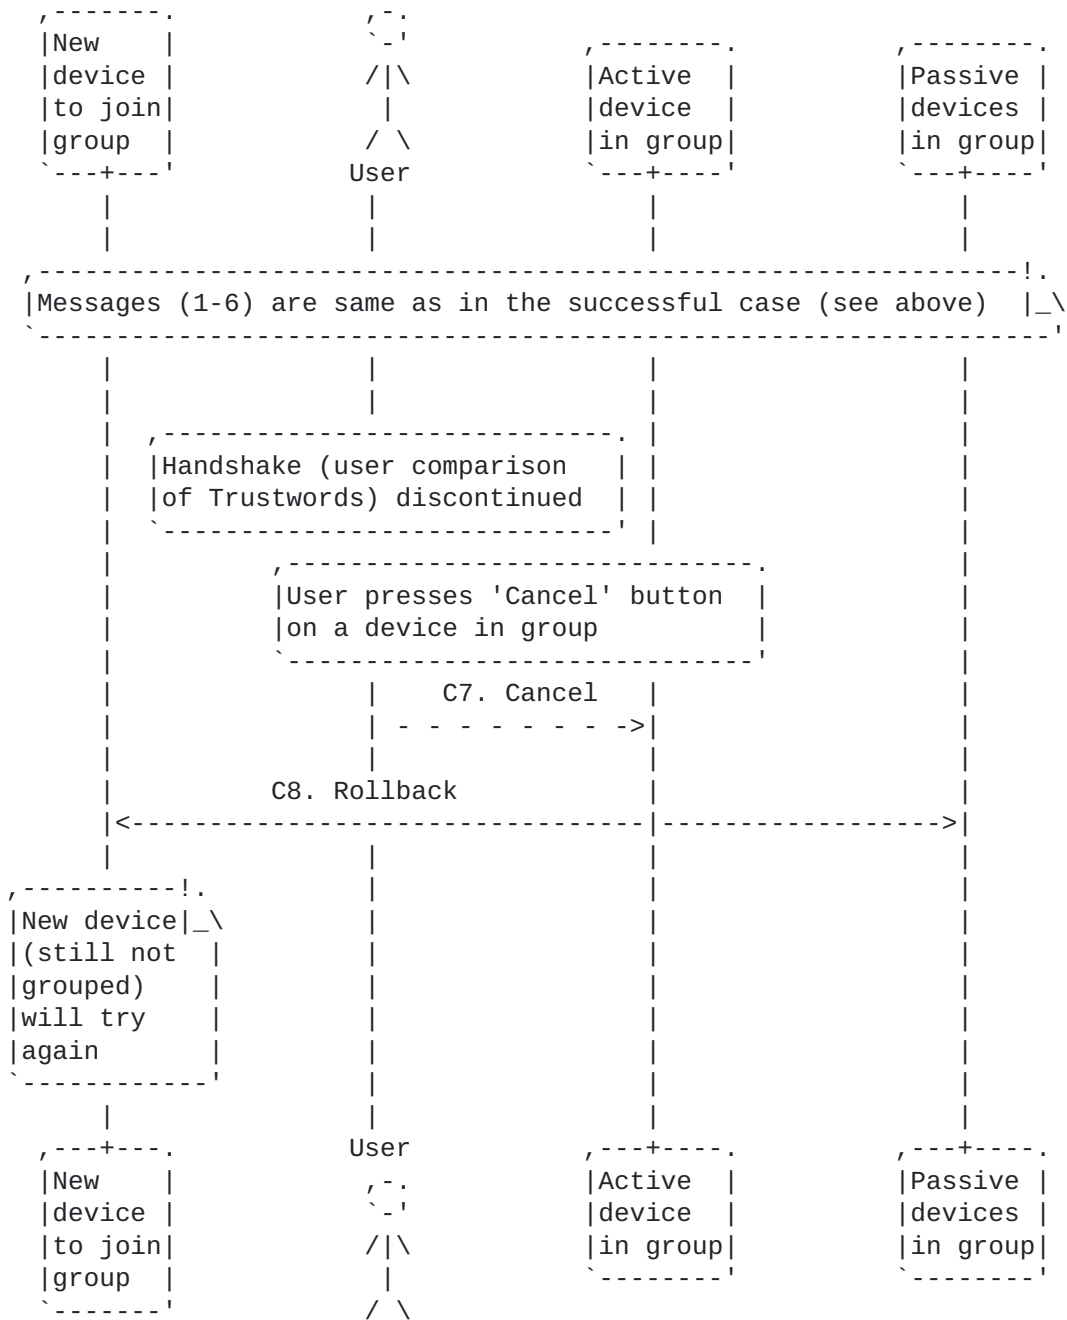 New device to join group
User
Active device in group
Passive devices in group
Messages (1-6) are same as in the successful case (see above)
Handshake (user comparison
of Trustwords) discontinued
User presses 'Cancel' button
on a device in group
C7. Cancel
C8. Rollback
New device
(still not
grouped)
will try
again
User
New device to join group
Active device in group
Passive devices in group